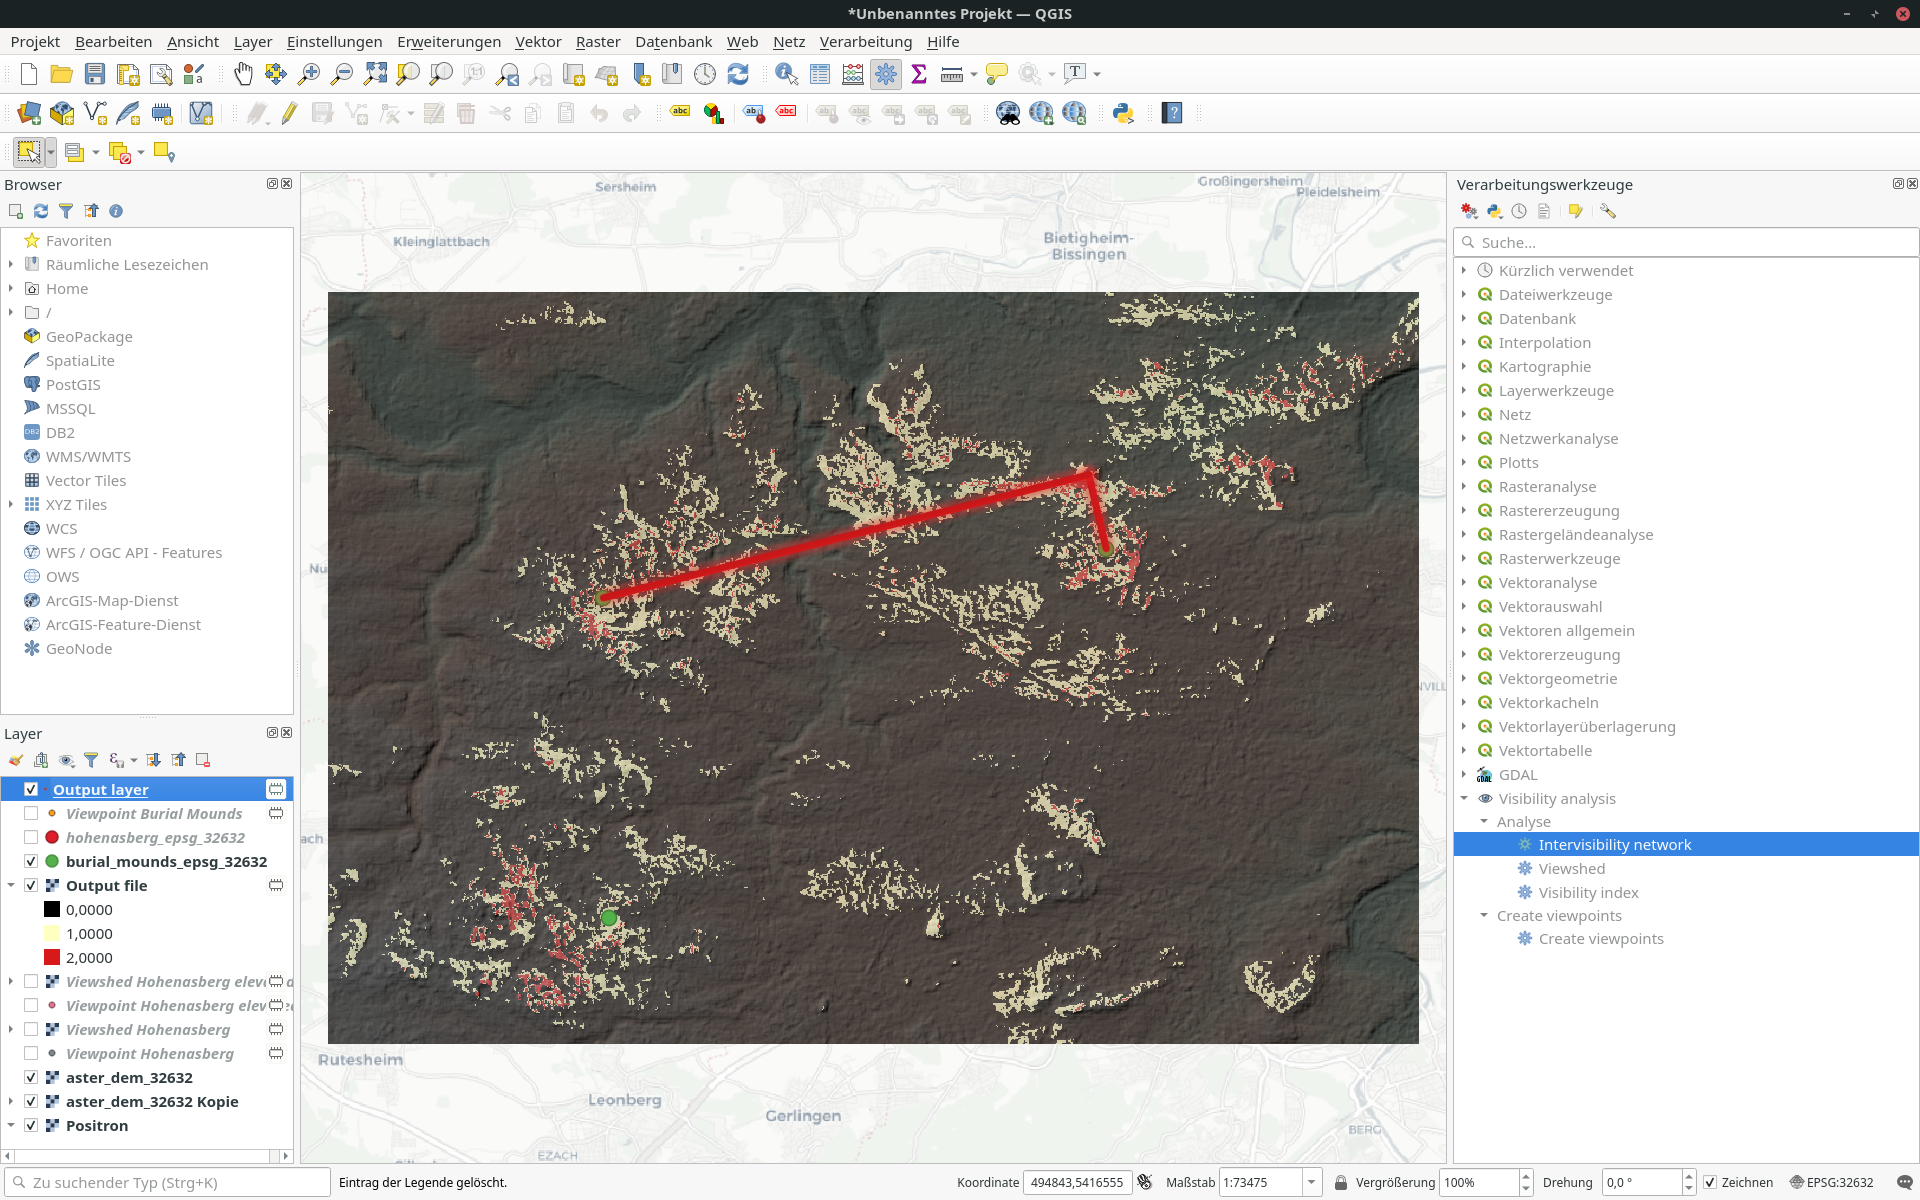 *Unbenanntes Projekt — QGIS
Projekt Bearbeiten Ansicht Layer Einstellungen Erweiterungen Vektor Raster Datenbank Web Netz Verarbeitung Hilfe
Browser
Favoriten
Räumliche Lesezeichen
Home
/
GeoPackage
SpatiaLite
PostGIS
MSSQL
DB2
WMS/WMTS
Vector Tiles
XYZ Tiles
WCS
WFS / OGC API - Features
OWS
ArcGIS-Map-Dienst
ArcGIS-Feature-Dienst
GeoNode
Layer
Output layer
Viewpoint Burial Mounds
hohenasberg_epsg_32632
burial_mounds_epsg_32632
Output file
0,0000
1,0000
2,0000
Viewshed Hohenasberg elev
Viewpoint Hohenasberg elev
Viewshed Hohenasberg
Viewpoint Hohenasberg
aster_dem_32632
aster_dem_32632 Kopie
Positron
Sersheim
Großingersheim
Pleidelsheim
Kleinglattbach
Bietigheim-
Bissingen
Nu
NVILL
ach
Rutesheim
Leonberg
Gerlingen
BERG
EZACH
Verarbeitungswerkzeuge
Suche...
Kürzlich verwendet
Dateiwerkzeuge
Datenbank
Interpolation
Kartographie
Layerwerkzeuge
Netz
Netzwerkanalyse
Plotts
Rasteranalyse
Rastererzeugung
Rastergeländeanalyse
Rasterwerkzeuge
Vektoranalyse
Vektorauswahl
Vektoren allgemein
Vektorerzeugung
Vektorgeometrie
Vektorkacheln
Vektorlayerüberlagerung
Vektortabelle
GDAL
Visibility analysis
Analyse
Intervisibility network
Viewshed
Visibility index
Create viewpoints
Create viewpoints
Zu suchender Typ (Strg+K) Eintrag der Legende gelöscht. Koordinate 494843,5416555 Maßstab 1:73475 Vergrößerung 100% Drehung 0,0 ° Zeichnen EPSG:32632